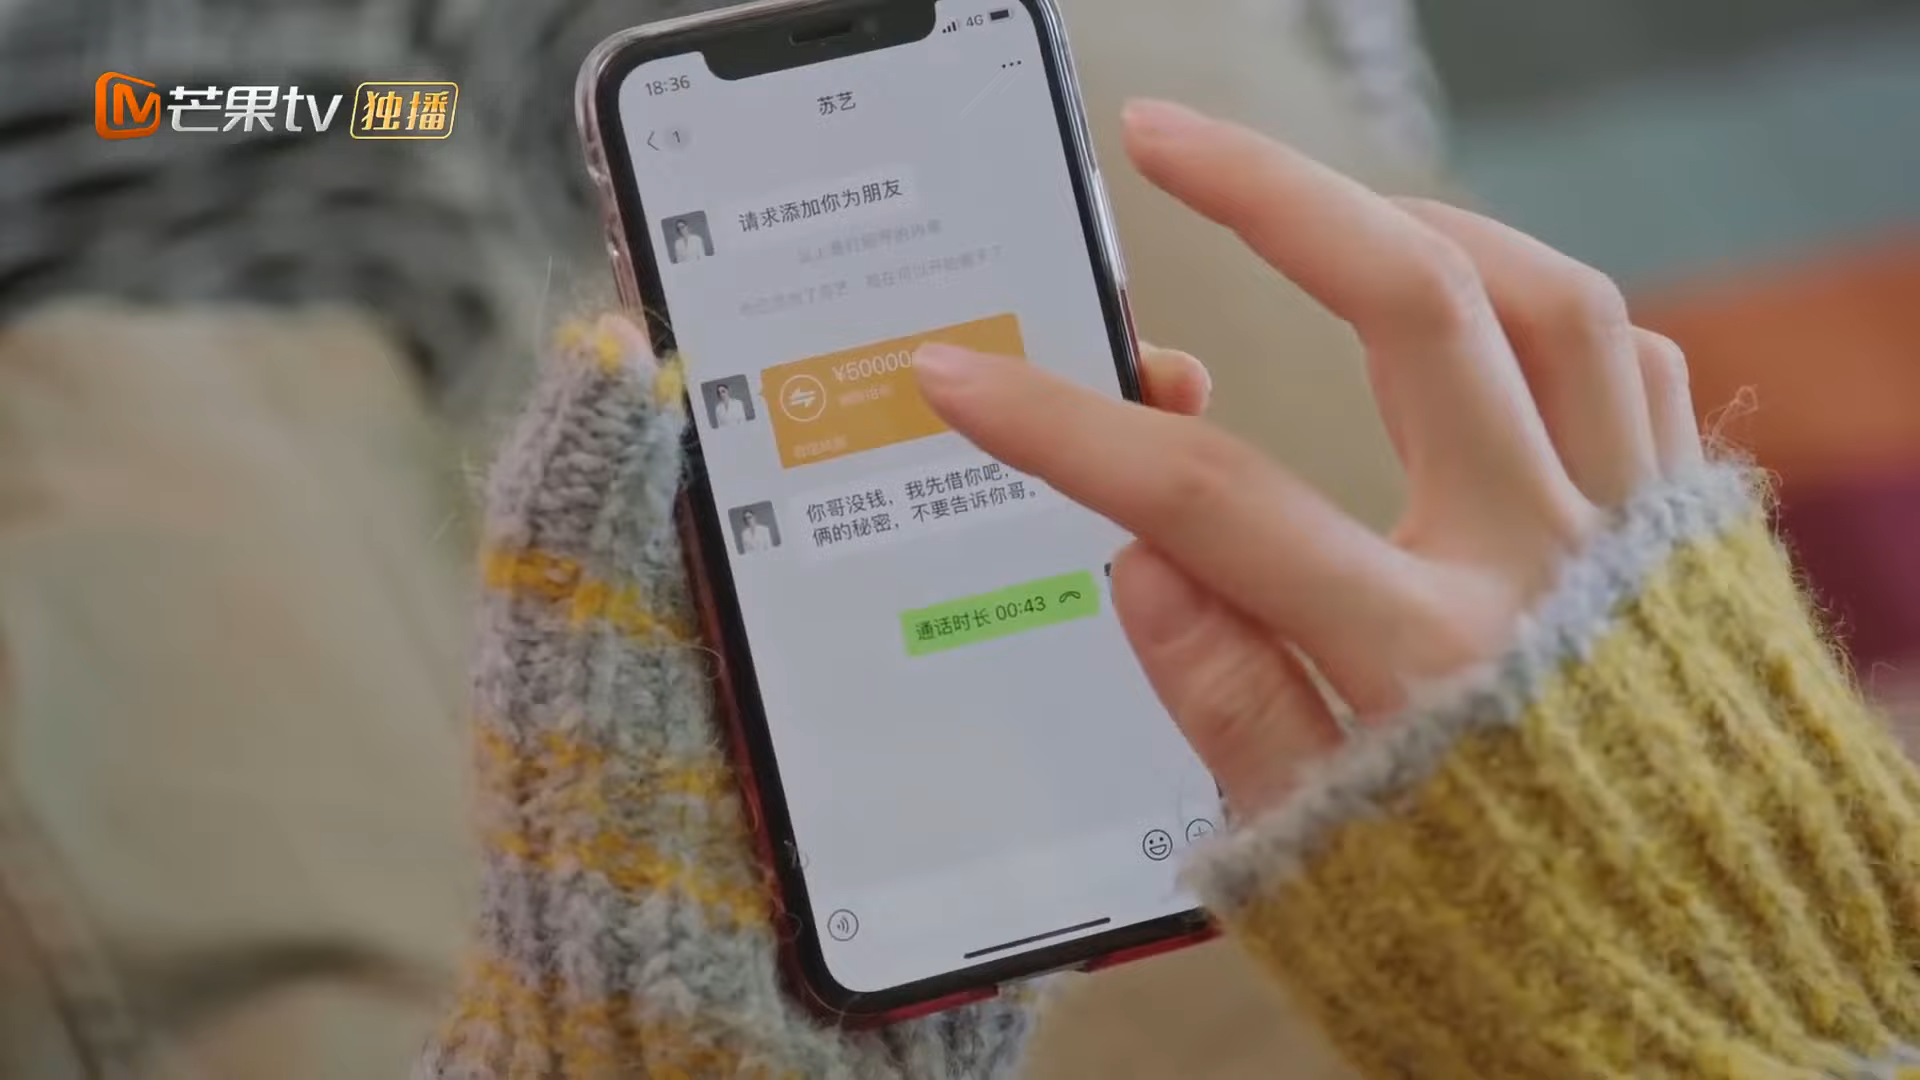 芒果tv 独播
18:36
4G
苏艺
1
请求添加你为朋友
¥50000
你哥没钱，我先借你吧，
俩的秘密，不要告诉你哥。
通话时长 00:43